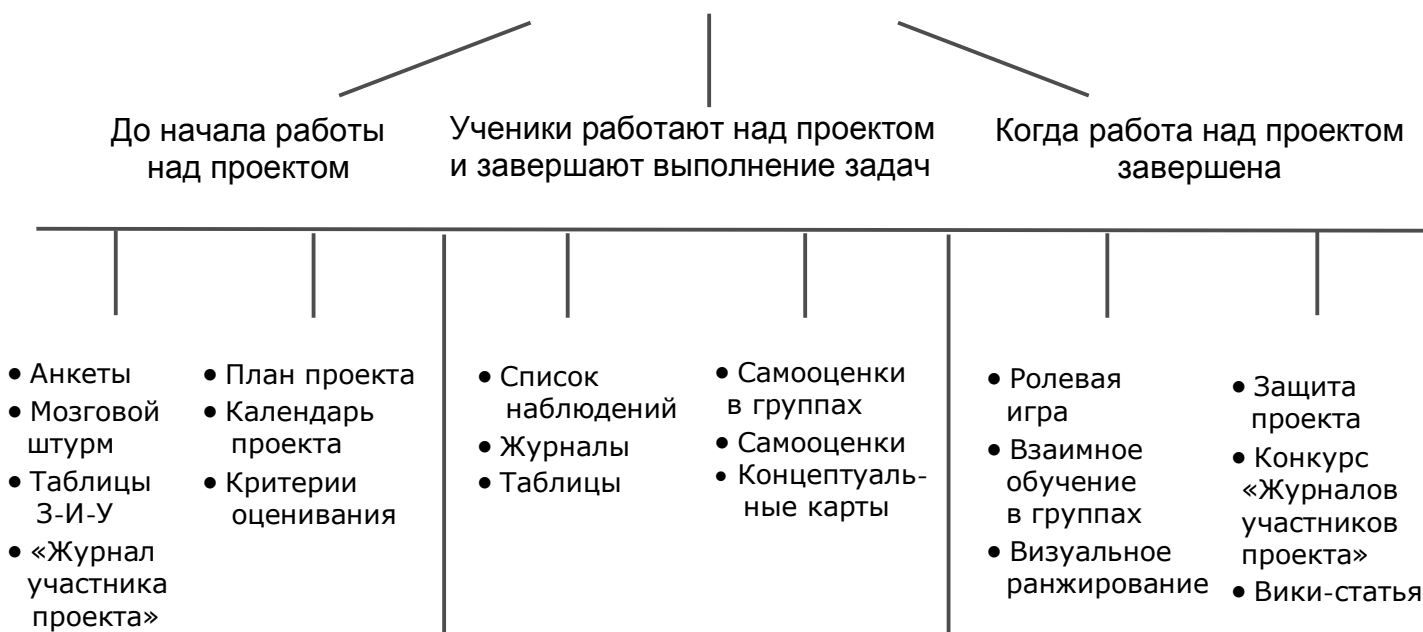 До начала работы
над проектом
Ученики работают над проектом
и завершают выполнение задач
Когда работа над проектом
завершена
• Анкеты
• Мозговой
штурм
• Таблицы
З-И-У
• «Журнал
участника
проекта»
• План проекта
• Календарь
проекта
• Критерии
оценивания
• Список
наблюдений
• Журналы
• Таблицы
• Самооценки
в группах
• Самооценки
• Концептуаль-
ные карты
• Ролевая
игра
• Взаимное
обучение
в группах
• Визуальное
ранжирование
• Защита
проекта
• Конкурс
«Журналов
участников
проекта»
• Вики-статья